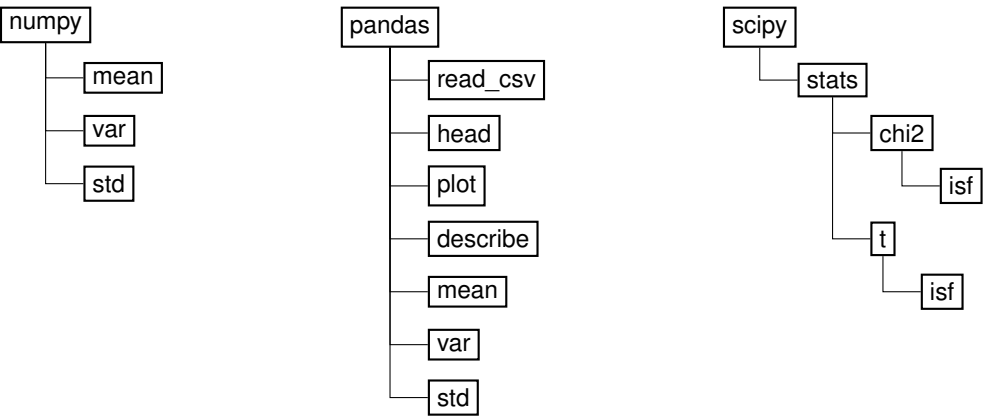 numpy
mean
var
std
pandas
read_csv
head
plot
describe
mean
var
std
scipy
stats
chi2
isf
t
isf